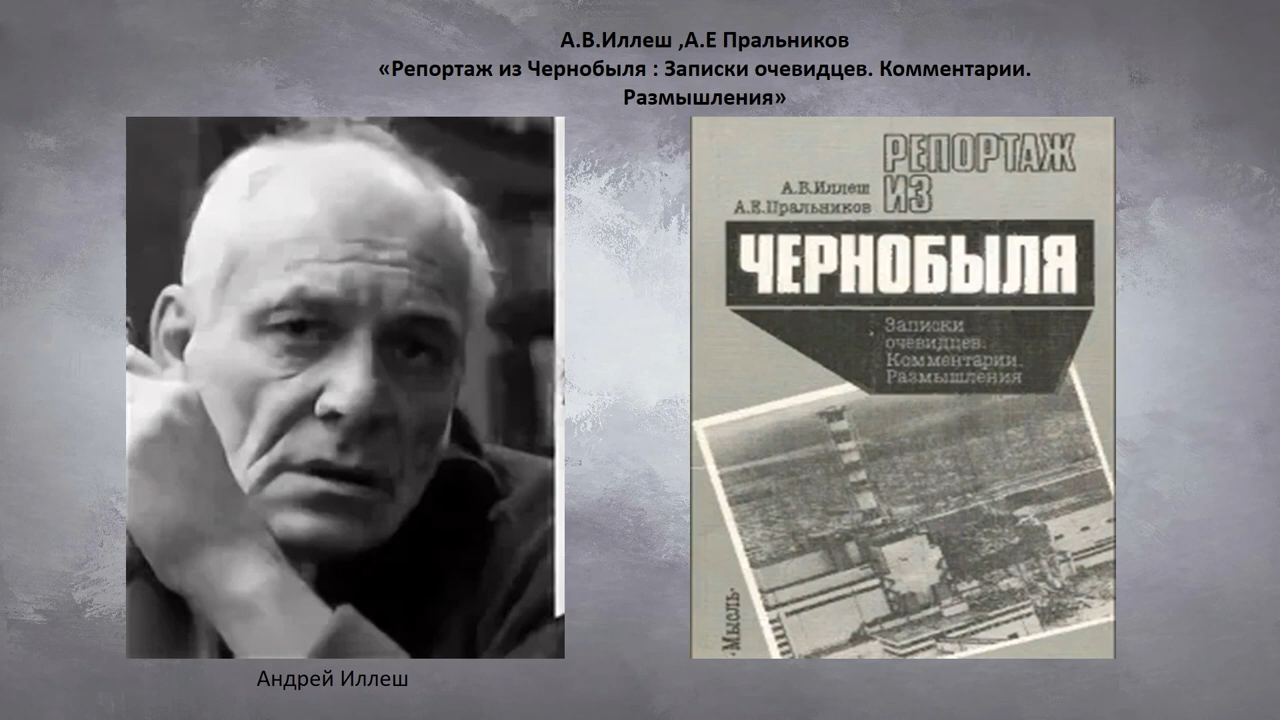 А.В.Иллеш ,А.Е Пральников
«Репортаж из Чернобыля : Записки очевидцев. Комментарии.
Размышления»
РЕПОРТАЖ
ИЗ
А.В.Иллеш
А.Е.Пральников
ЧЕРНОБЫЛЯ
Записки
очевидцев.
Комментарии.
Размышления
·Мысль·
Андрей Иллеш